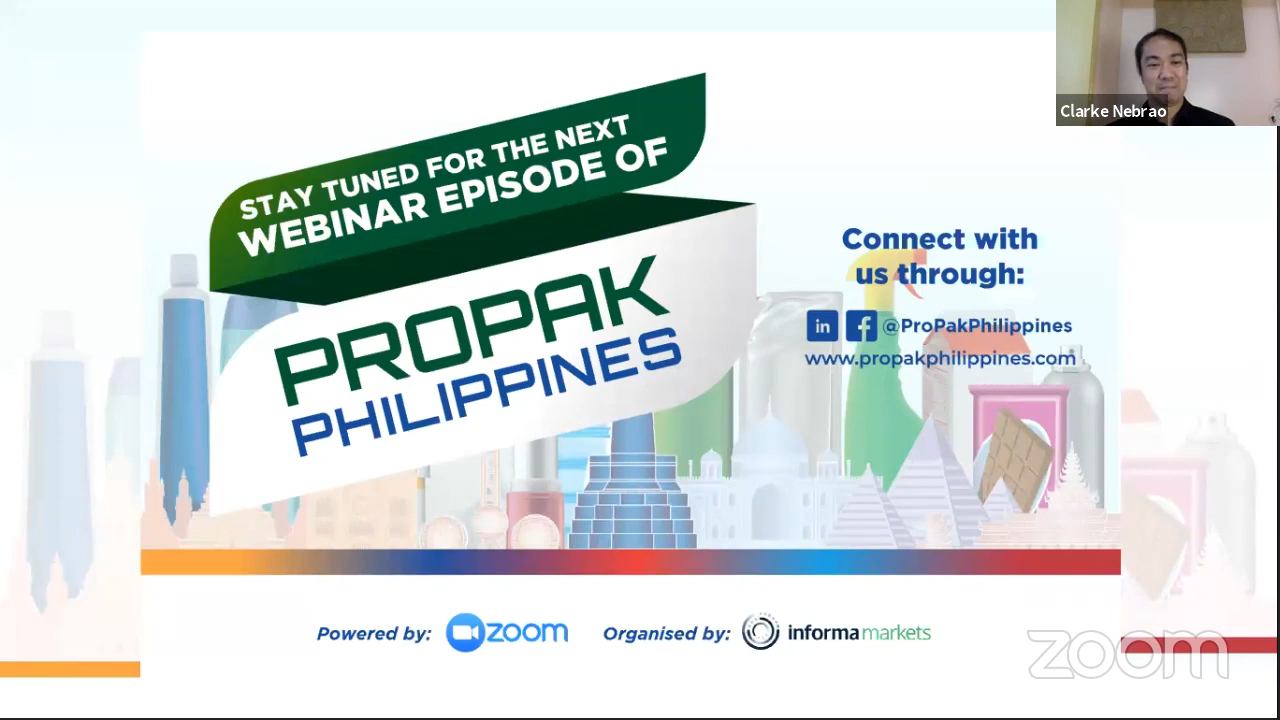 Clarke Nebrao
STAY TUNED FOR THE NEXT
WEBINAR EPISODE OF
PROPAK
PHILIPPINES
Connect with
us through:
in f @ProPakPhilippines
www.propakphilippines.com
Powered by: zoom
Organised by: informa markets
zoom